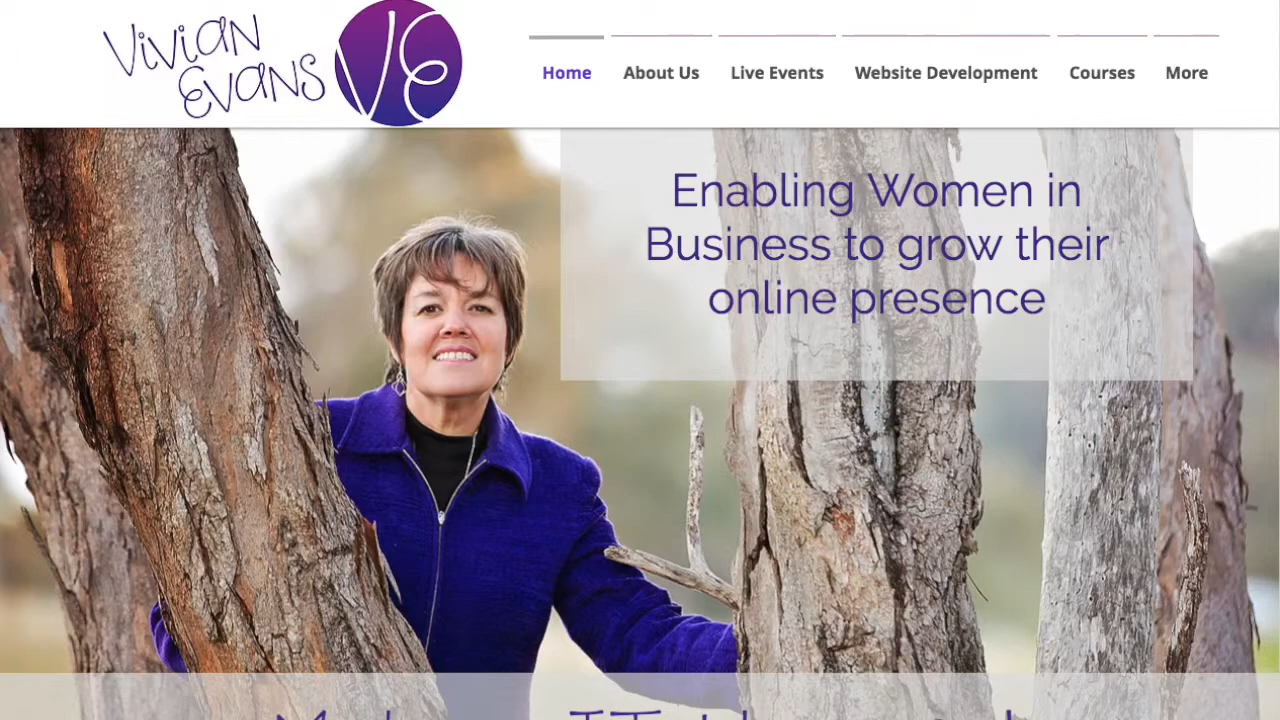 Vivian
Evans
VE
Home About Us Live Events Website Development Courses More
Enabling Women in
Business to grow their
online presence